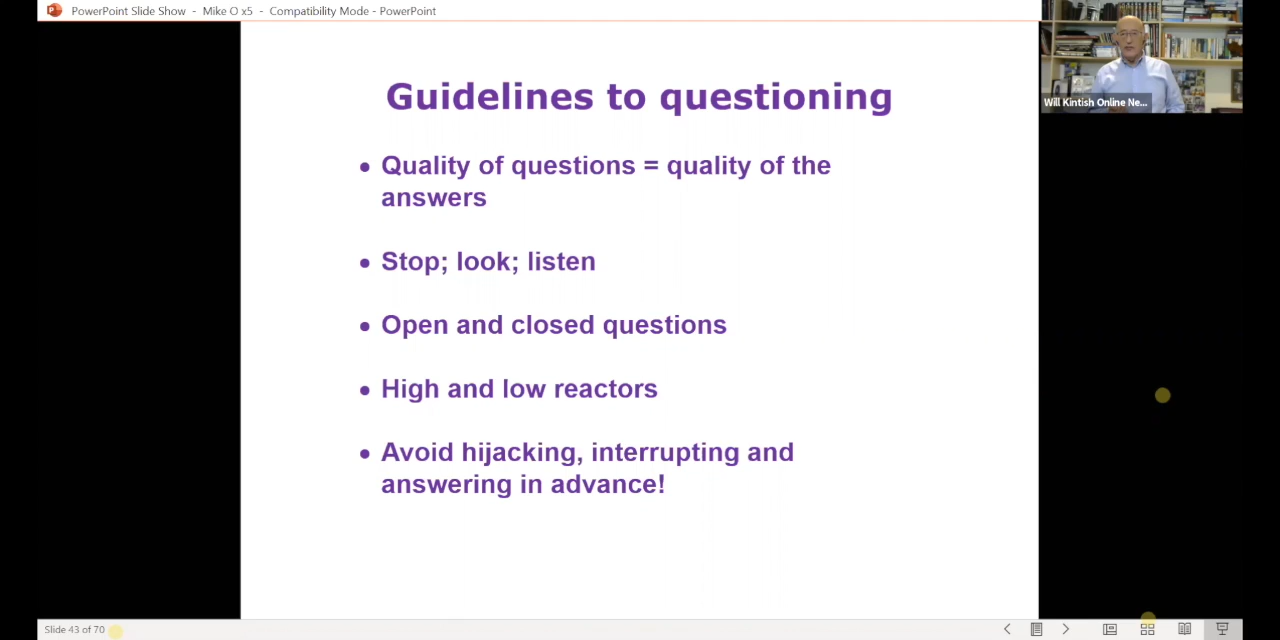 PowerPoint Slide Show - Mike O x5 - Compatibility Mode - PowerPoint
Will Kintish Online Ne...
Guidelines to questioning
• Quality of questions = quality of the
answers
• Stop; look; listen
• Open and closed questions
• High and low reactors
• Avoid hijacking, interrupting and
answering in advance!
Slide 43 of 70